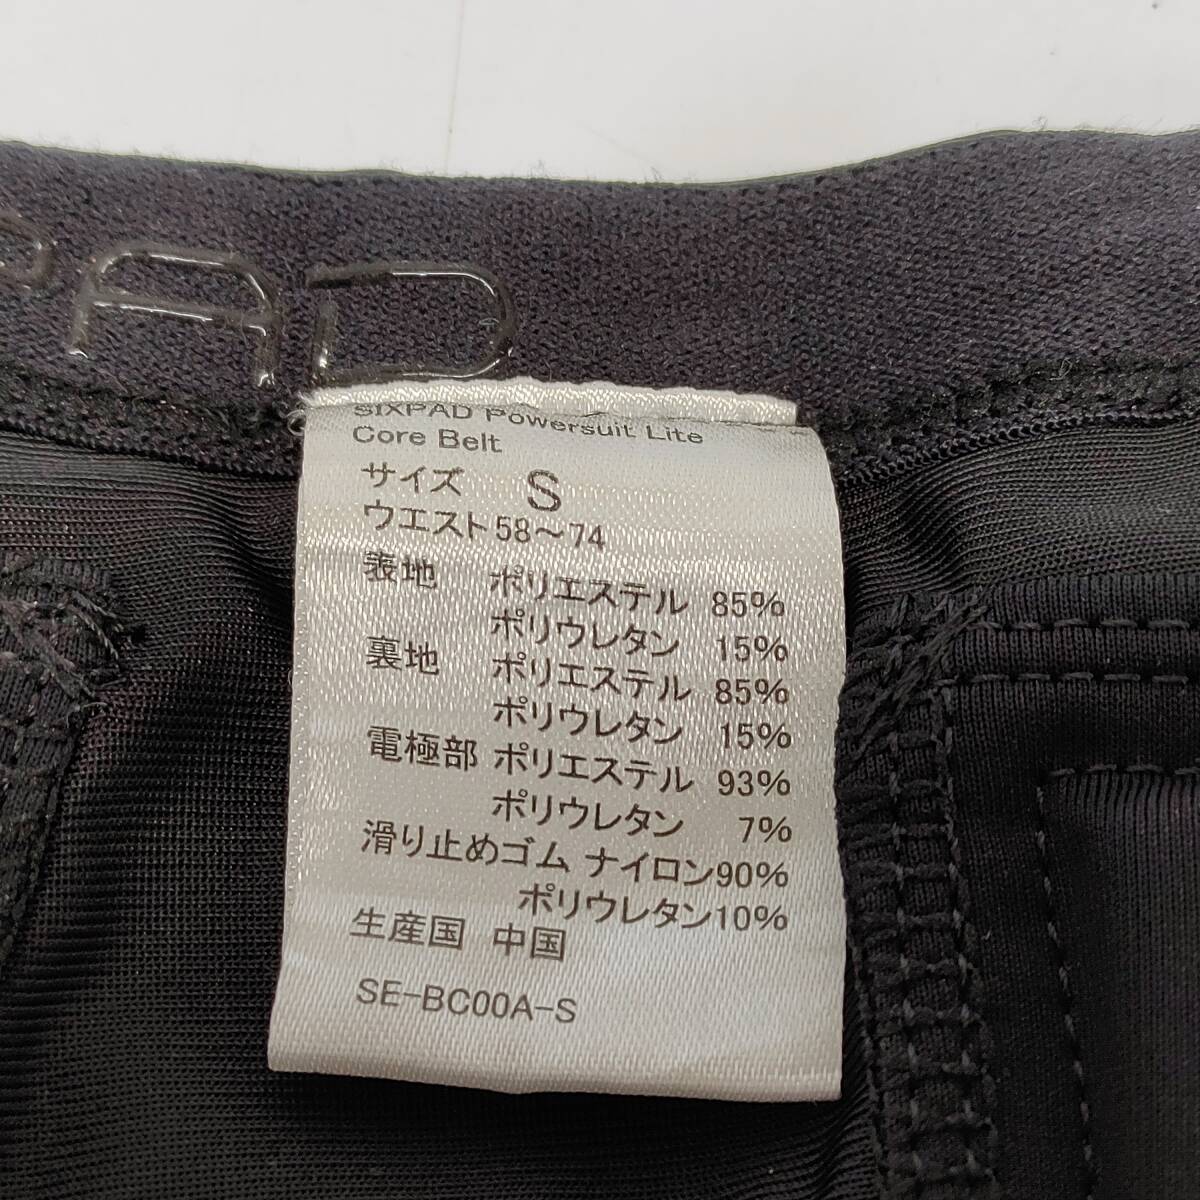 PAD
SIXPAD Powersuit Lite
Core Belt
サイズ S
ウエスト58～74
表地 ポリエステル 85%
ポリウレタン 15%
裏地 ポリエステル 85%
ポリウレタン 15%
電極部 ポリエステル 93%
ポリウレタン 7%
滑り止めゴム ナイロン90%
ポリウレタン10%
生産国 中国
SE-BC00A-S